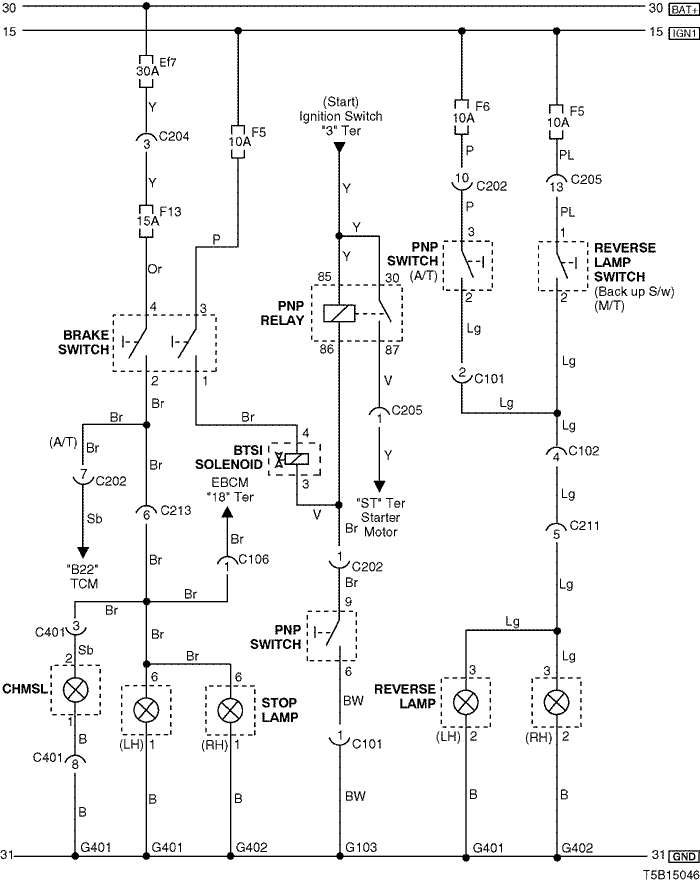 30
30 BAT+
15
15 IGN1
Ef7
30A
Y
C204
3
Y
F13
15A
Or
F5
10A
P
(Start)
Ignition Switch
"3" Ter
Y
Y
Y
F6
10A
P
10
C202
P
F5
10A
PL
C205
13
PL
4
3
BRAKE
SWITCH
2
1
85
30
PNP
RELAY
86
87
3
PNP
SWITCH
(A/T)
2
1
REVERSE
LAMP
SWITCH
(Back up S/w)
(M/T)
2
Lg
2
C101
Lg
Lg
Lg
4
C102
Lg
C211
5
Lg
Br
Br
(A/T)
Br
7
C202
Sb
"B22"
TCM
Br
C213
6
Br
Br
4
BTSI
SOLENOID
3
V
EBCM
"18" Ter
Br
C106
1
Br
V
C205
1
Y
"ST" Ter
Starter
Motor
Br
1
C202
Br
9
PNP
SWITCH
6
BW
1
C101
BW
Br
C401
3
Sb
2
CHMSL
1
B
C401
8
B
Br
Br
6
6
STOP
LAMP
(LH)
1
(RH)
1
B
B
Lg
Lg
3
3
REVERSE
LAMP
(LH)
2
(RH)
2
B
B
31
G401
G401
G402
G103
G401
G402
31 GND
T5B15046